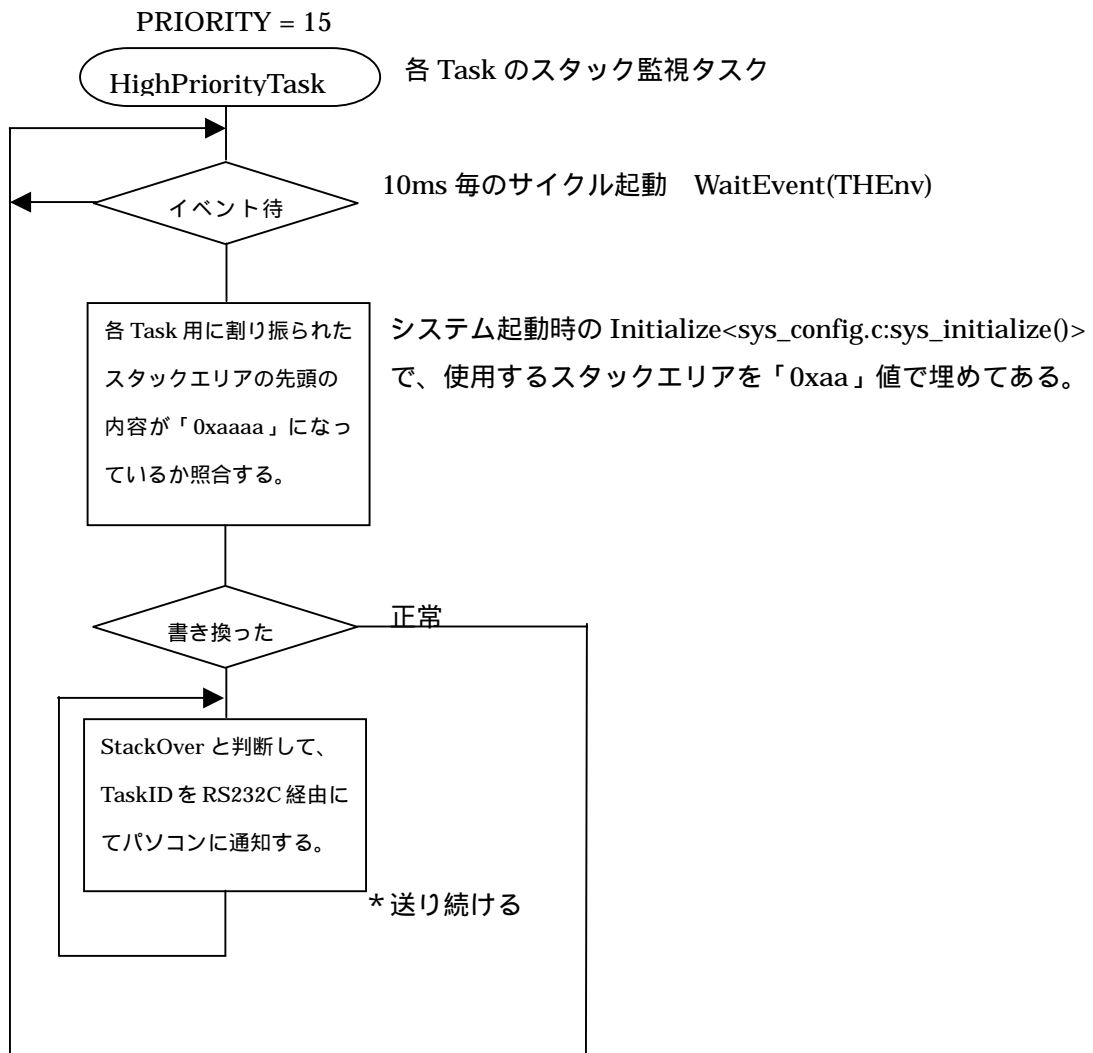 PRIORITY = 15
HighPriorityTask
各 Task のスタック監視タスク
10ms 毎のサイクル起動　WaitEvent(THEnv)
イベント待
各 Task 用に割り振られた
スタックエリアの先頭の
内容が「0xaaaa」になっ
ているか照合する。
システム起動時の Initialize<sys_config.c:sys_initialize()>
で、使用するスタックエリアを「0xaa」値で埋めてある。
正常
書き換った
StackOver と判断して、
TaskID を RS232C 経由に
てパソコンに通知する。
*送り続ける